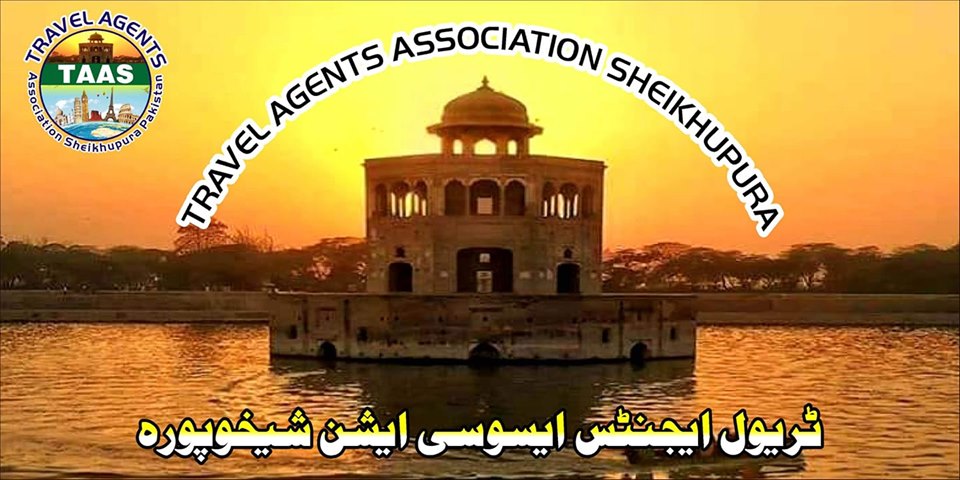 TRAVEL AGENTS
TAAS
Association Sheikhupura Pakistan
TRAVEL AGENTS ASSOCIATION SHEIKHUPURA
ٹریول ایجنٹس ایسوسی ایشن شیخوپورہ